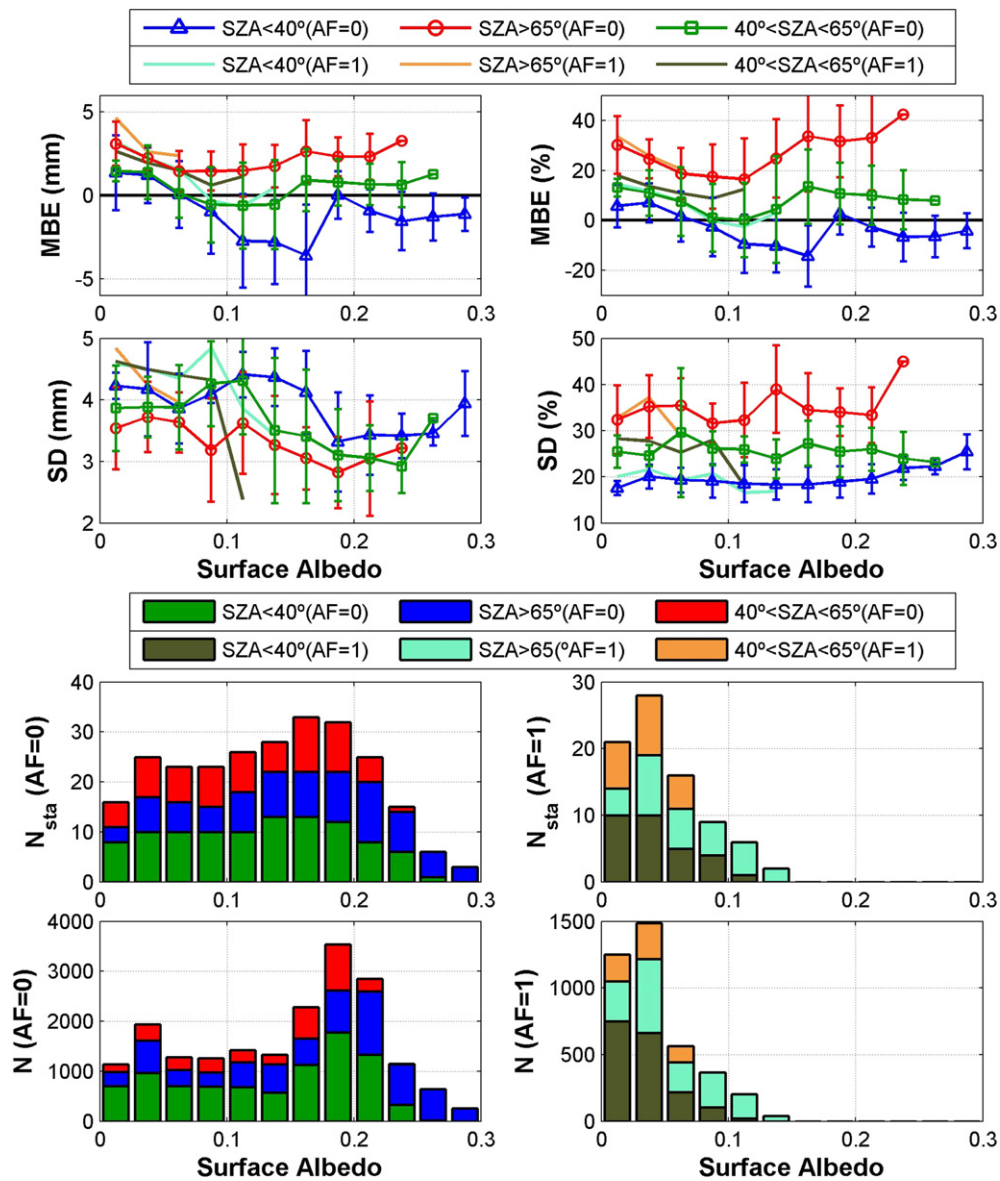 SZA<40º(AF=0) SZA>65º(AF=0) 40º<SZA<65º(AF=0)
SZA<40º(AF=1) SZA>65º(AF=1) 40º<SZA<65º(AF=1)
MBE (mm)
5
0
-5
0 0.1 0.2 0.3
MBE (%)
40
20
0
-20
0 0.1 0.2 0.3
SD (mm)
5
4
3
2
0 0.1 0.2 0.3
Surface Albedo
SD (%)
50
40
30
20
10
0 0.1 0.2 0.3
Surface Albedo
SZA<40º(AF=0) SZA>65º(AF=0) 40º<SZA<65º(AF=0)
SZA<40º(AF=1) SZA>65(ºAF=1) 40º<SZA<65º(AF=1)
Nsta (AF=0)
40
30
20
10
0
0 0.1 0.2 0.3
Nsta (AF=1)
30
20
10
0
0 0.1 0.2 0.3
N (AF=0)
4000
3000
2000
1000
0
0 0.1 0.2 0.3
Surface Albedo
N (AF=1)
1500
1000
500
0
0 0.1 0.2 0.3
Surface Albedo